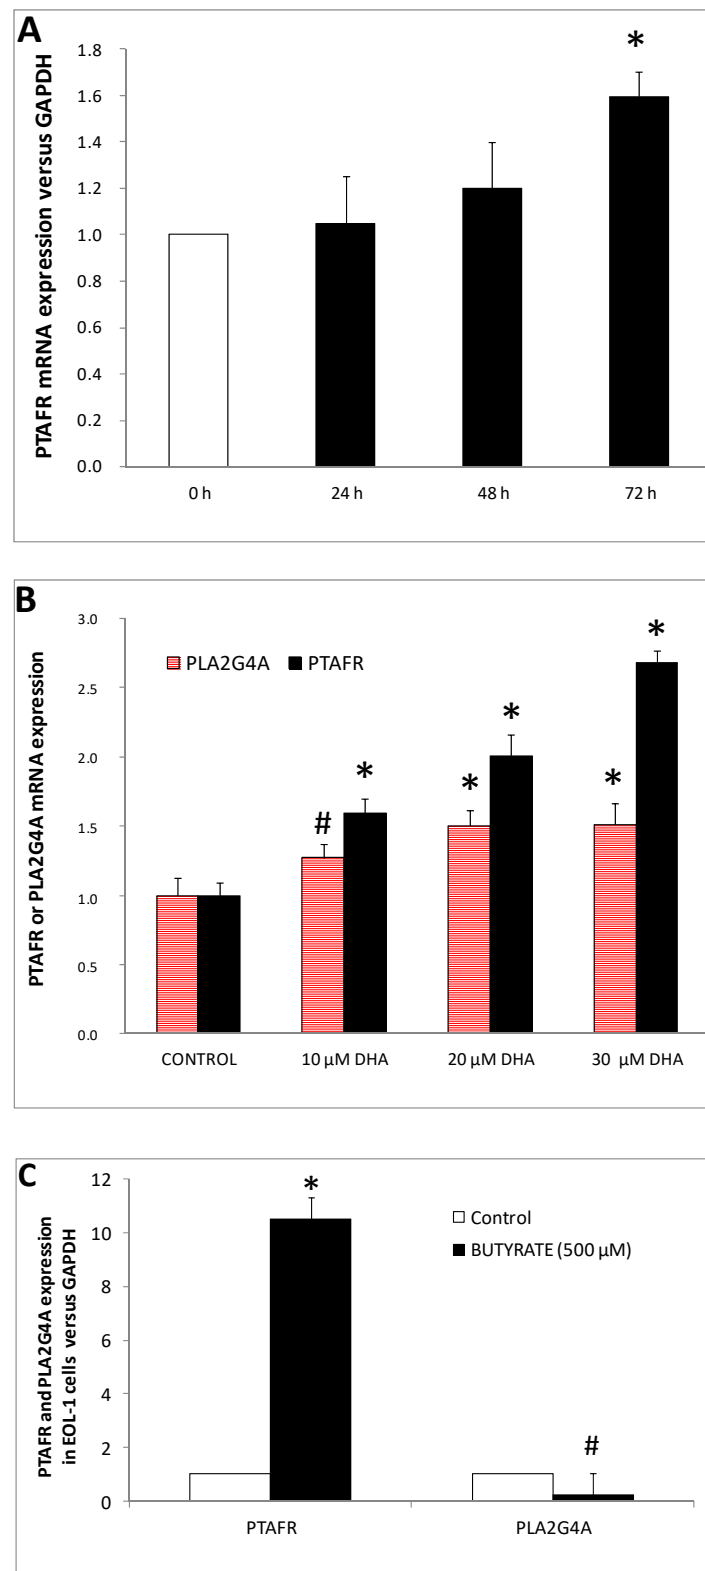 A
PTAFR mRNA expression versus GAPDH
1.8
1.6
1.4
1.2
1.0
0.8
0.6
0.4
0.2
0.0
*
0 h 24 h 48 h 72 h
B
PTAFR or PLA2G4A mRNA expression
3.0
2.5
2.0
1.5
1.0
0.5
0.0
PLA2G4A PTAFR
# * * * * *
CONTROL 10 µM DHA 20 µM DHA 30 µM DHA
C
PTAFR and PLA2G4A expression
in EOL-1 cells versus GAPDH
12
10
8
6
4
2
0
*
Control
BUTYRATE (500 µM)
#
PTAFR PLA2G4A